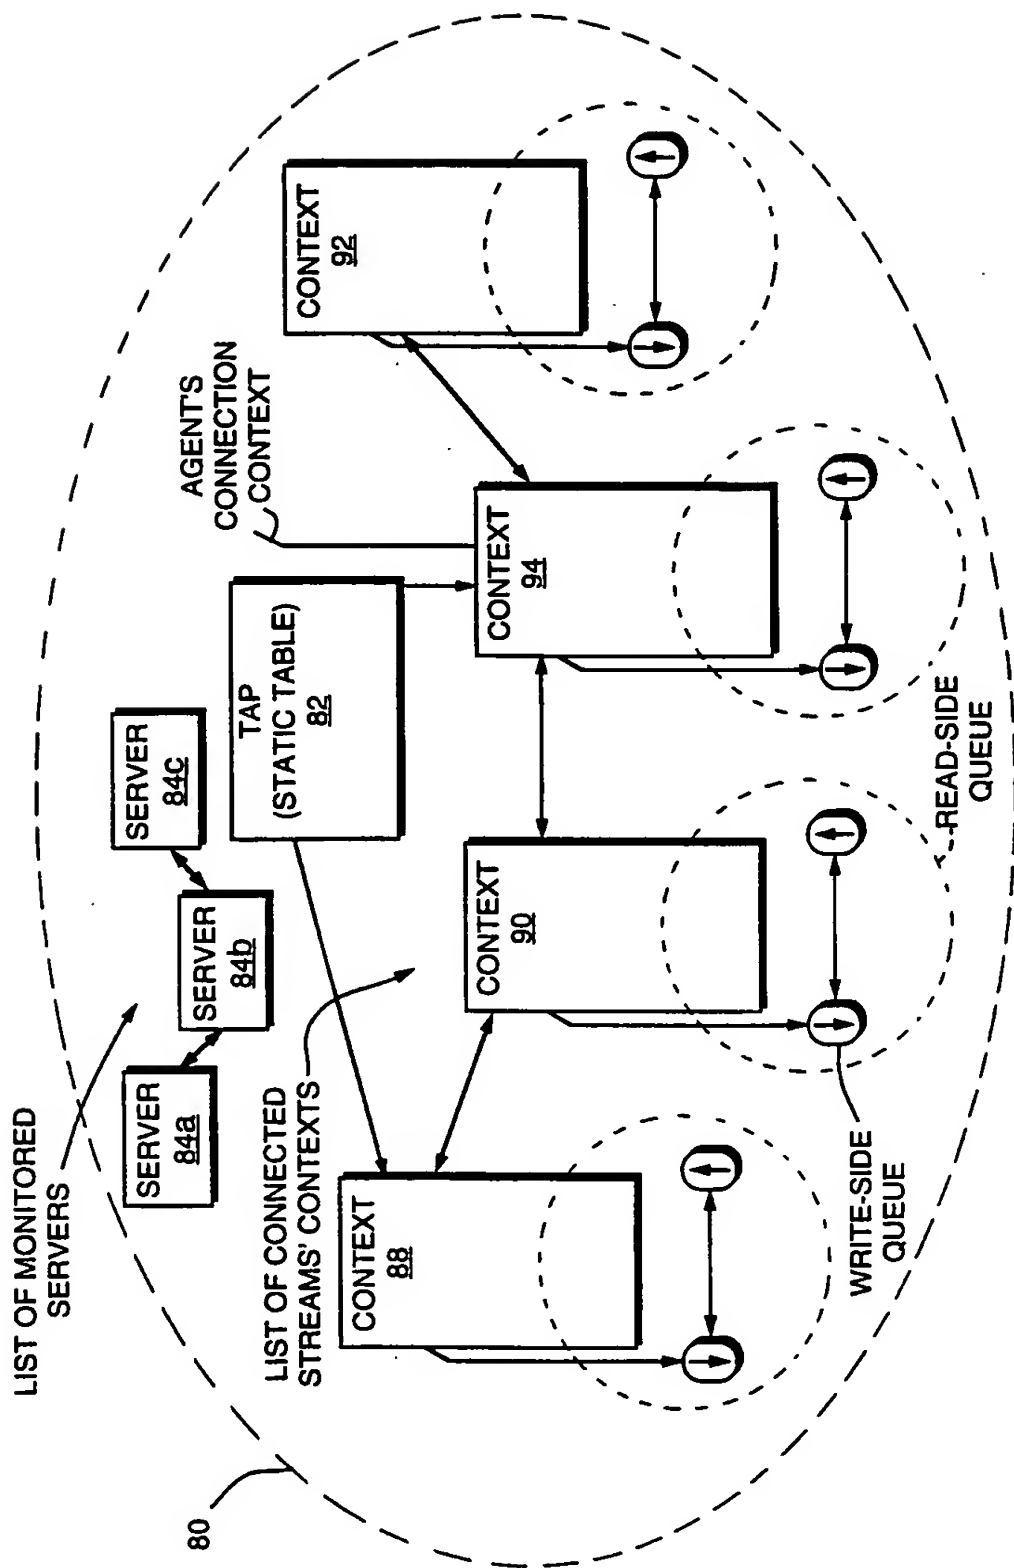 LIST OF MONITORED
SERVERS
SERVER
84a
SERVER
84b
SERVER
84c
TAP
(STATIC TABLE)
82
AGENT'S
CONNECTION
CONTEXT
LIST OF CONNECTED
STREAMS' CONTEXTS
CONTEXT
88
CONTEXT
90
CONTEXT
94
CONTEXT
92
WRITE-SIDE
QUEUE
READ-SIDE
QUEUE
80